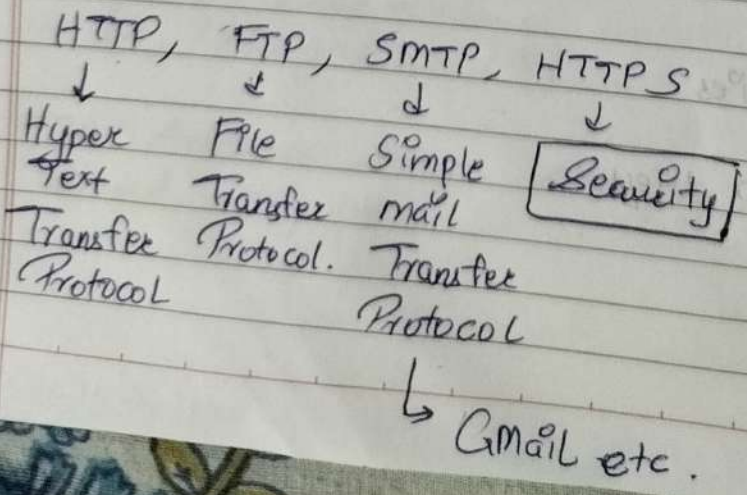 HTTP, FTP, SMTP, HTTPS
Hyper File Simple Security
Text Transfer mail
Transfer Protocol. Transfer
Protocol Protocol
Gmail etc.